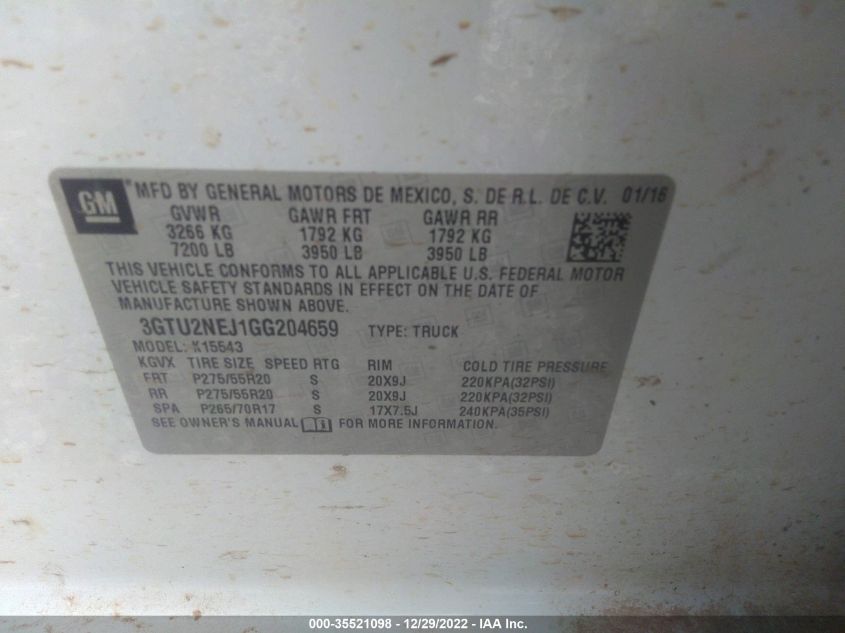 GM
MFD BY GENERAL MOTORS DE MEXICO, S. DE R.L. DE C.V. 01/16
GVWR GAWR FRT GAWR RR
3266 KG 1792 KG 1792 KG
7200 LB 3950 LB 3950 LB
THIS VEHICLE CONFORMS TO ALL APPLICABLE U.S. FEDERAL MOTOR
VEHICLE SAFETY STANDARDS IN EFFECT ON THE DATE OF
MANUFACTURE SHOWN ABOVE.
3GTU2NEJ1GG204659 TYPE: TRUCK
MODEL: K15543
KGVX TIRE SIZE SPEED RTG RIM COLD TIRE PRESSURE
FRT P275/55R20 S 20X9J 220KPA(32PSI)
RR P275/55R20 S 20X9J 220KPA(32PSI)
SPA P265/70R17 S 17X7.5J 240KPA(35PSI)
SEE OWNER'S MANUAL FOR MORE INFORMATION.
000-35521098 - 12/29/2022 - IAA Inc.